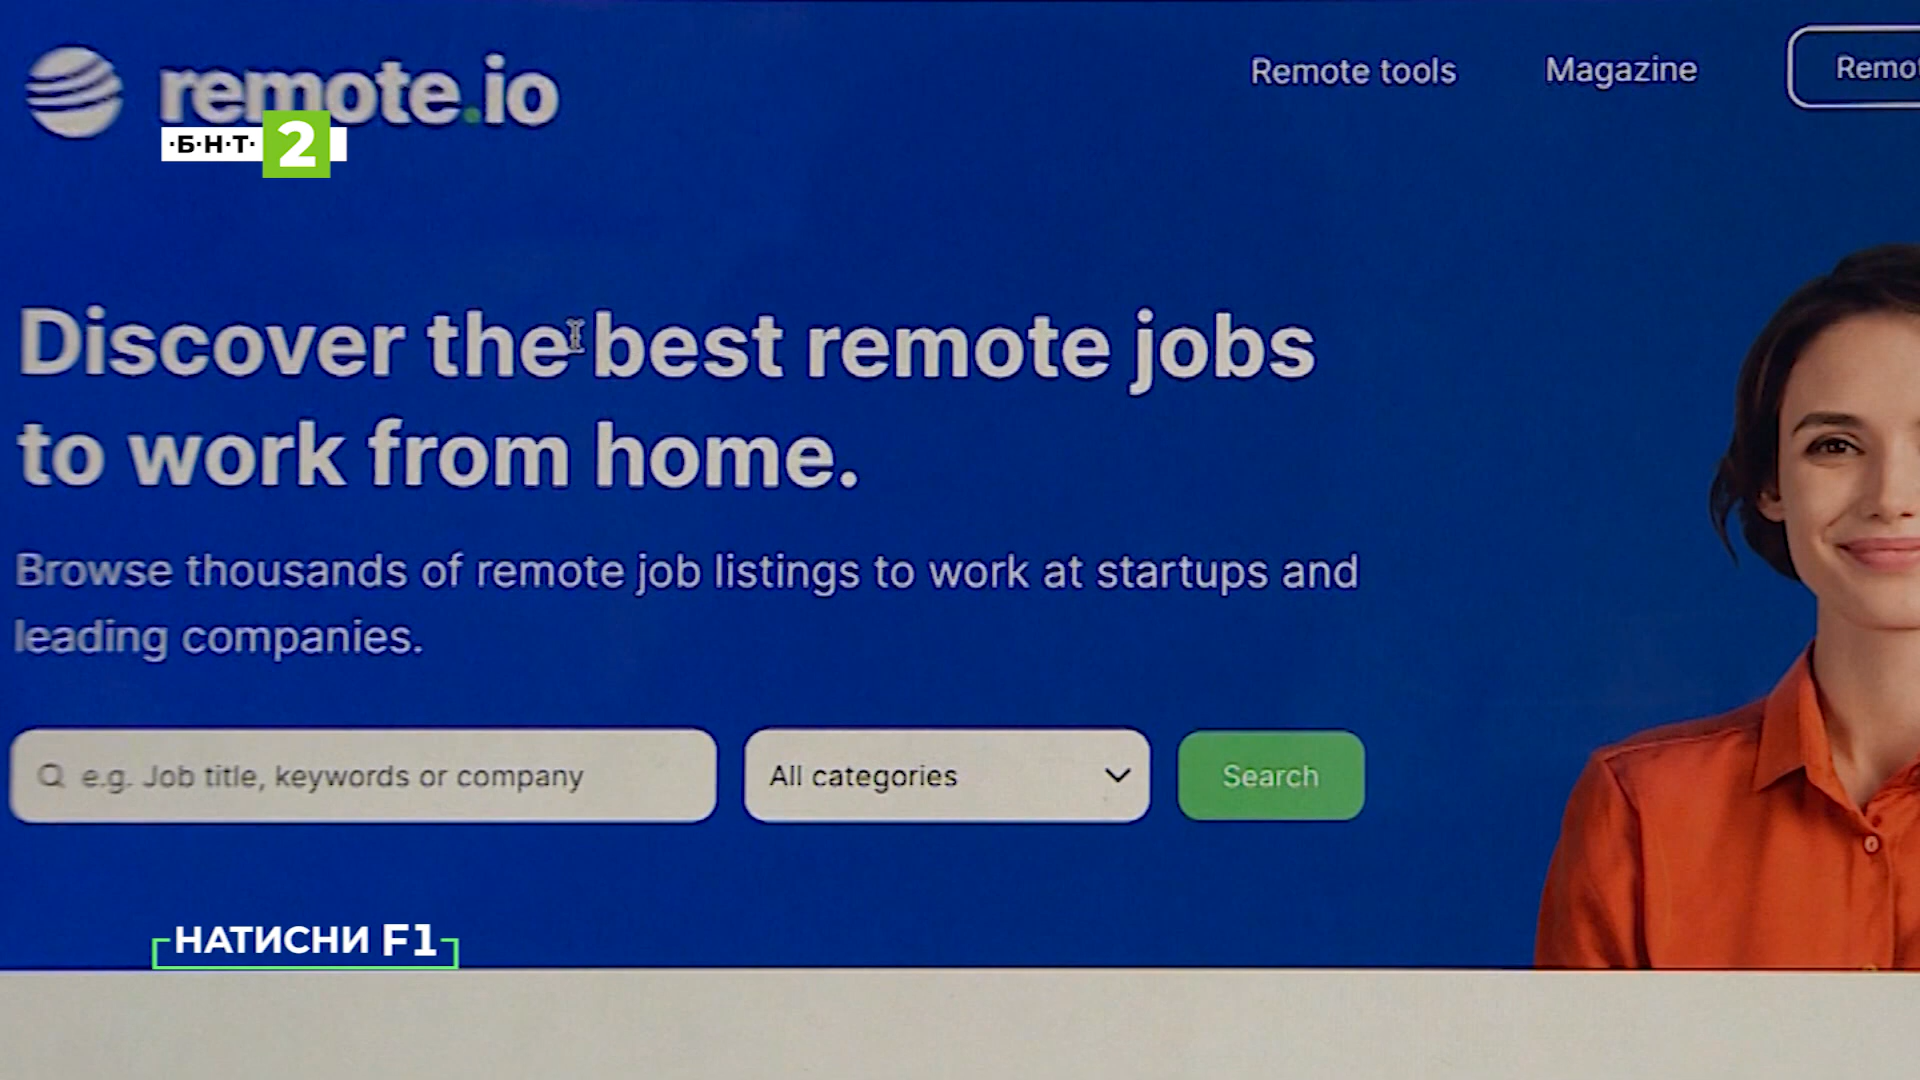 remote.io
Remote tools
Magazine
·Б·Н·Т· 2
Discover the best remote jobs
to work from home.
Browse thousands of remote job listings to work at startups and
leading companies.
e.g. Job title, keywords or company
All categories
Search
НАТИСНИ F1